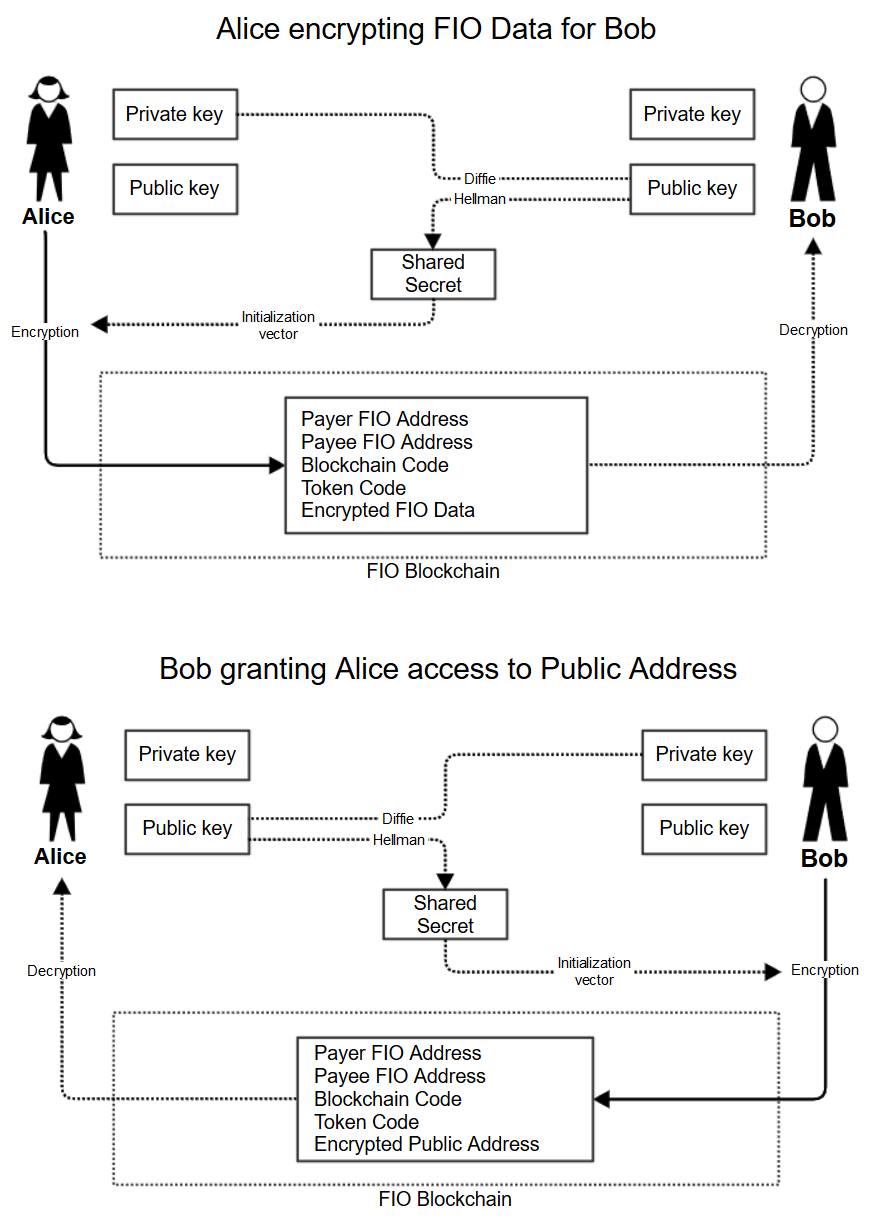 Alice encrypting FIO Data for Bob
Private key
Private key
Public key
Public key
Diffie
Hellman
Alice
Bob
Shared
Secret
Initialization
vector
Encryption
Decryption
Payer FIO Address
Payee FIO Address
Blockchain Code
Token Code
Encrypted FIO Data
FIO Blockchain
Bob granting Alice access to Public Address
Private key
Private key
Public key
Public key
Diffie
Hellman
Alice
Bob
Shared
Secret
Initialization
vector
Decryption
Encryption
Payer FIO Address
Payee FIO Address
Blockchain Code
Token Code
Encrypted Public Address
FIO Blockchain